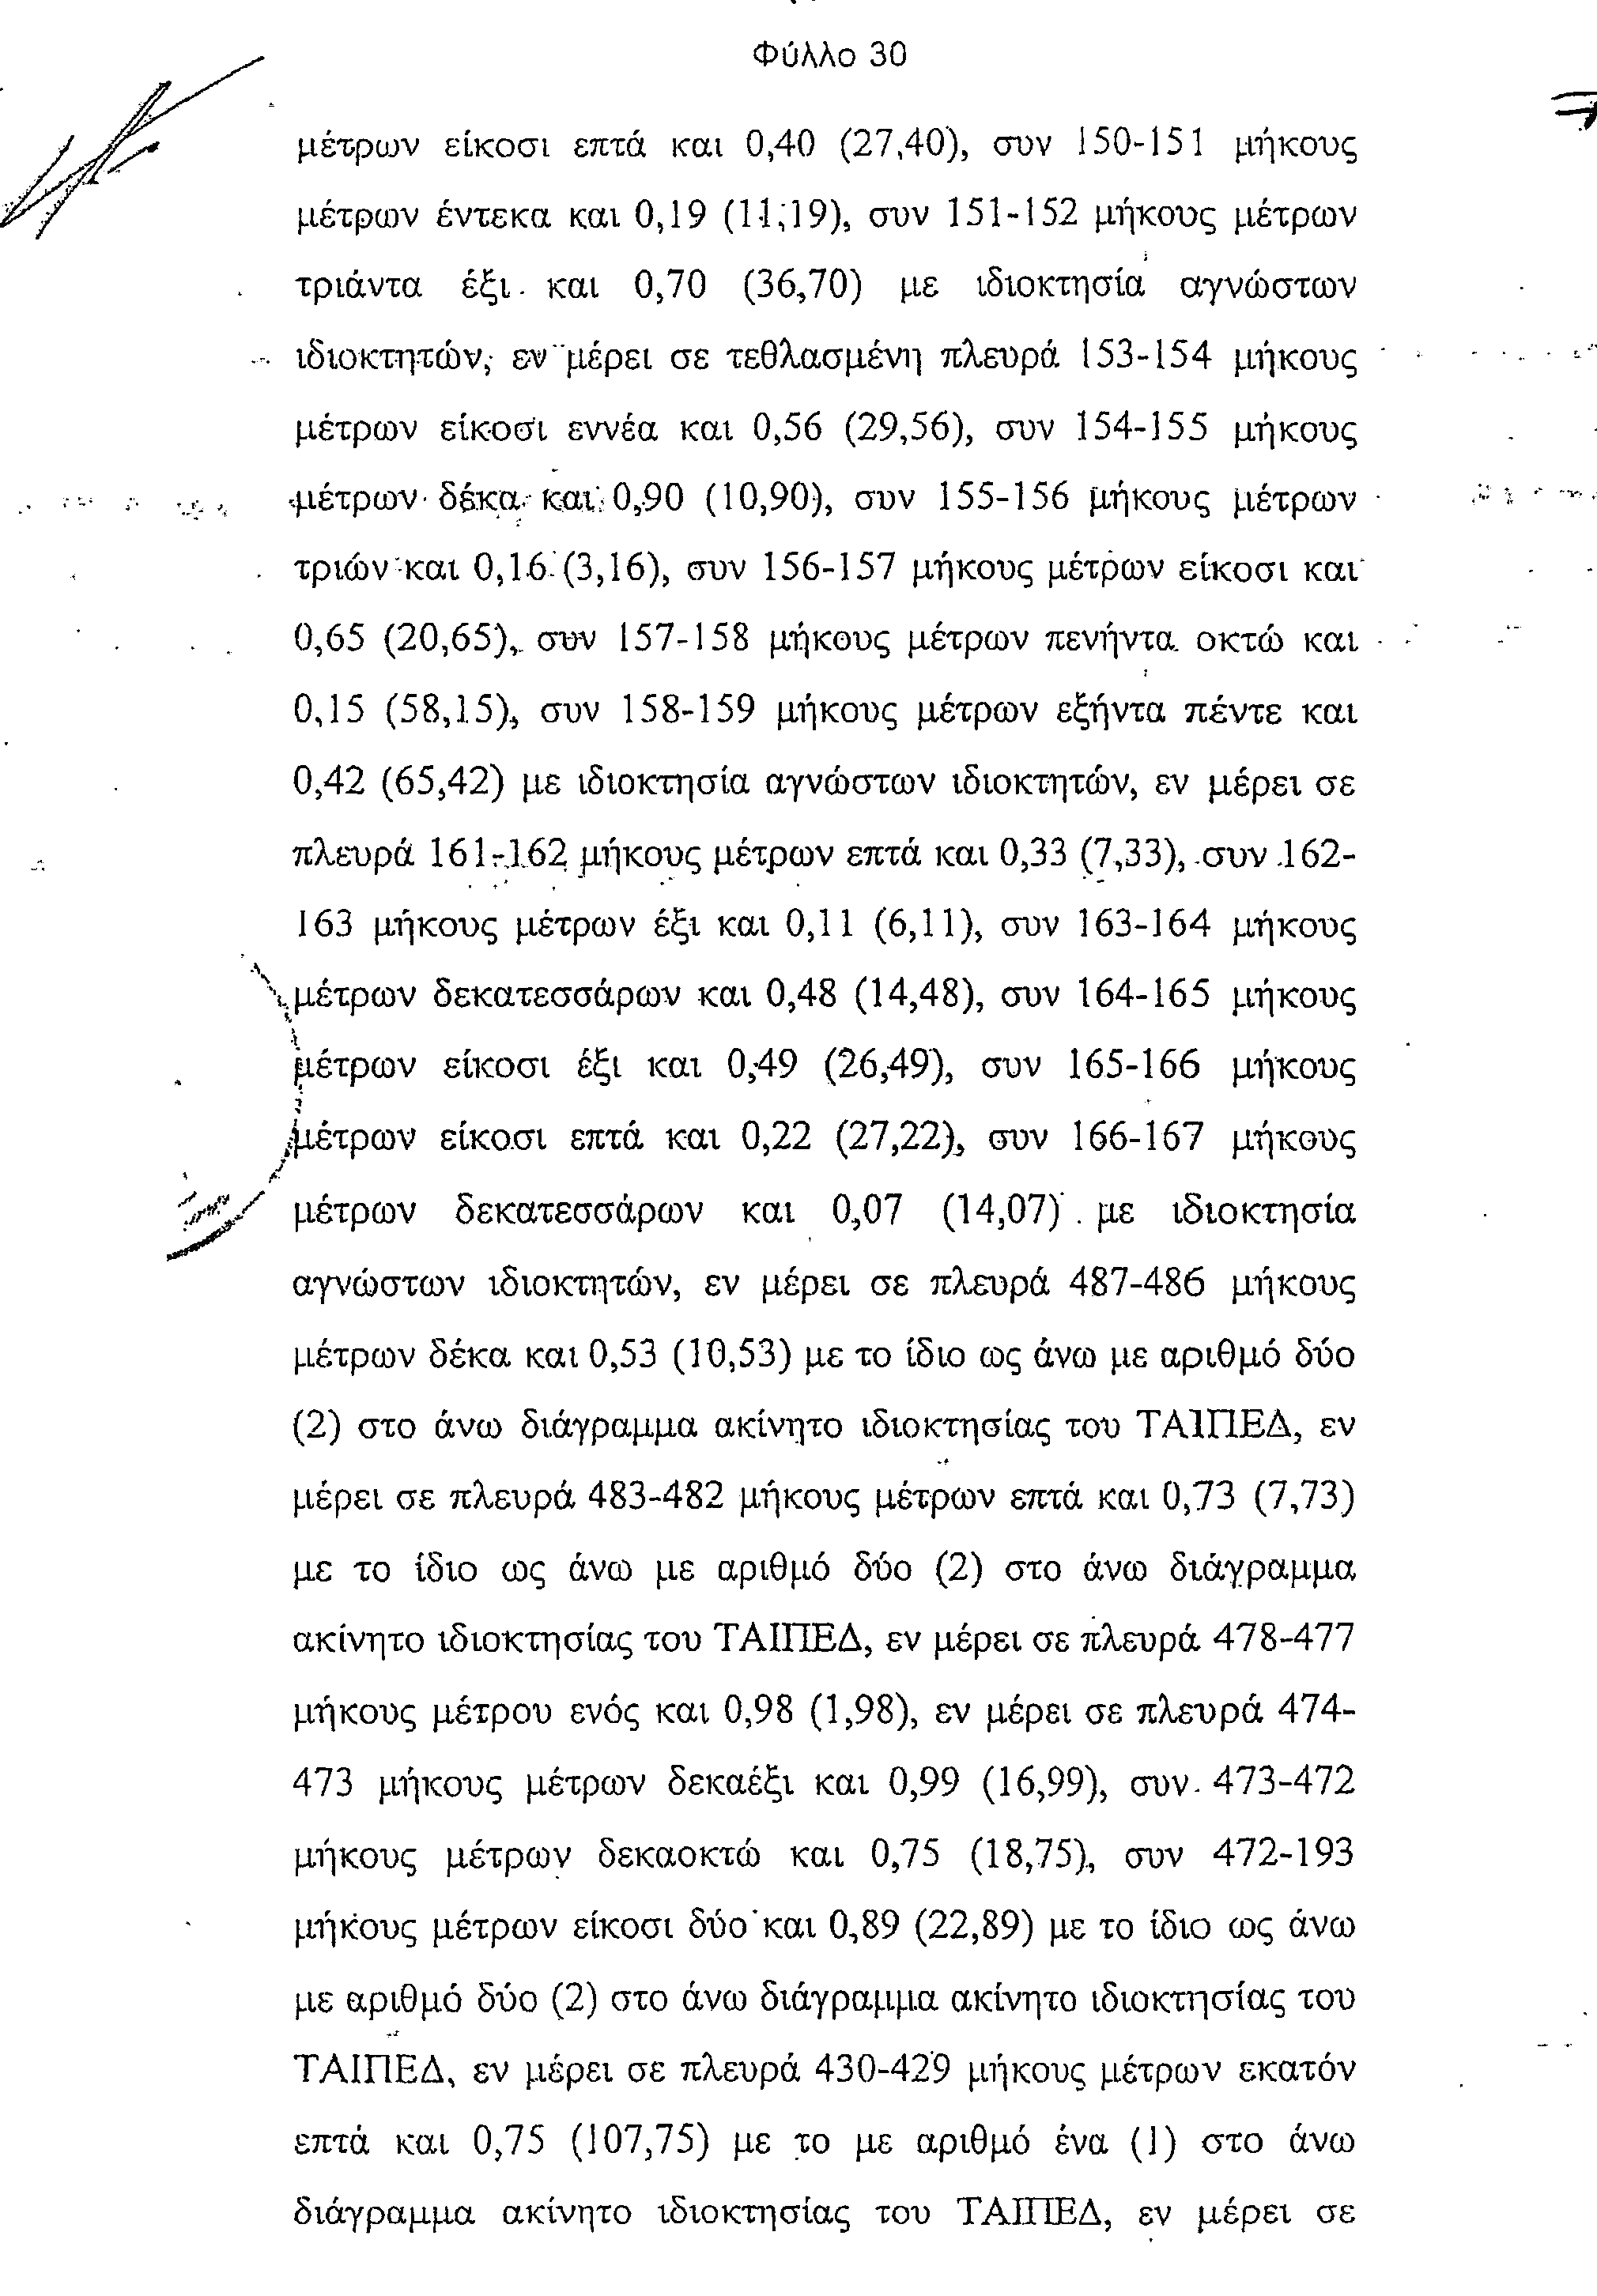 Φύλλο 30
μέτρων είκοσι επτά και 0,40 (27,40), συν 150-151 μήκους
μέτρων έντεκα και 0,19 (11,19), συν 151-152 μήκους μέτρων
τριάντα έξι και 0,70 (36,70) με ιδιοκτησία αγνώστων
ιδιοκτητών, εν μέρει σε τεθλασμένη πλευρά 153-154 μήκους
μέτρων είκοσι εννέα και 0,56 (29,56), συν 154-155 μήκους
μέτρων δέκα και 0,90 (10,90), συν 155-156 μήκους μέτρων
τριών και 0,16 (3,16), συν 156-157 μήκους μέτρων είκοσι και
0,65 (20,65), συν 157-158 μήκους μέτρων πενήντα οκτώ και
0,15 (58,15), συν 158-159 μήκους μέτρων εξήντα πέντε και
0,42 (65,42) με ιδιοκτησία αγνώστων ιδιοκτητών, εν μέρει σε
πλευρά 161-162 μήκους μέτρων επτά και 0,33 (7,33), συν 162-
163 μήκους μέτρων έξι και 0,11 (6,11), συν 163-164 μήκους
μέτρων δεκατεσσάρων και 0,48 (14,48), συν 164-165 μήκους
μέτρων είκοσι έξι και 0,49 (26,49), συν 165-166 μήκους
μέτρων είκοσι επτά και 0,22 (27,22), συν 166-167 μήκους
μέτρων δεκατεσσάρων και 0,07 (14,07) με ιδιοκτησία
αγνώστων ιδιοκτητών, εν μέρει σε πλευρά 487-486 μήκους
μέτρων δέκα και 0,53 (10,53) με το ίδιο ως άνω με αριθμό δύο
(2) στο άνω διάγραμμα ακίνητο ιδιοκτησίας του ΤΑΙΠΕΔ, εν
μέρει σε πλευρά 483-482 μήκους μέτρων επτά και 0,73 (7,73)
με το ίδιο ως άνω με αριθμό δύο (2) στο άνω διάγραμμα
ακίνητο ιδιοκτησίας του ΤΑΙΠΕΔ, εν μέρει σε πλευρά 478-477
μήκους μέτρου ενός και 0,98 (1,98), εν μέρει σε πλευρά 474-
473 μήκους μέτρων δεκαέξι και 0,99 (16,99), συν 473-472
μήκους μέτρων δεκαοκτώ και 0,75 (18,75), συν 472-193
μήκους μέτρων είκοσι δύο και 0,89 (22,89) με το ίδιο ως άνω
με αριθμό δύο (2) στο άνω διάγραμμα ακίνητο ιδιοκτησίας του
ΤΑΙΠΕΔ, εν μέρει σε πλευρά 430-429 μήκους μέτρων εκατόν
επτά και 0,75 (107,75) με το με αριθμό ένα (1) στο άνω
διάγραμμα ακίνητο ιδιοκτησίας του ΤΑΙΠΕΔ, εν μέρει σε